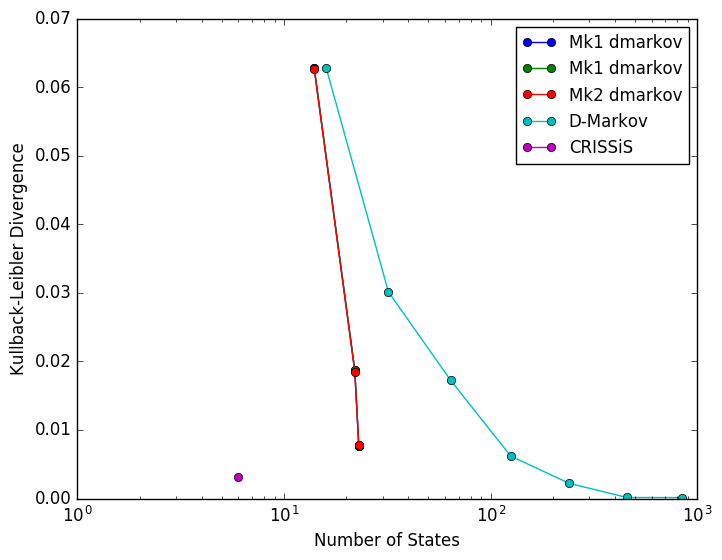 0.07
0.06
0.05
0.04
0.03
0.02
0.01
0.00
Kullback-Leibler Divergence
Mk1 dmarkov
Mk1 dmarkov
Mk2 dmarkov
D-Markov
CRISSiS
10⁰ 10¹ 10² 10³
Number of States